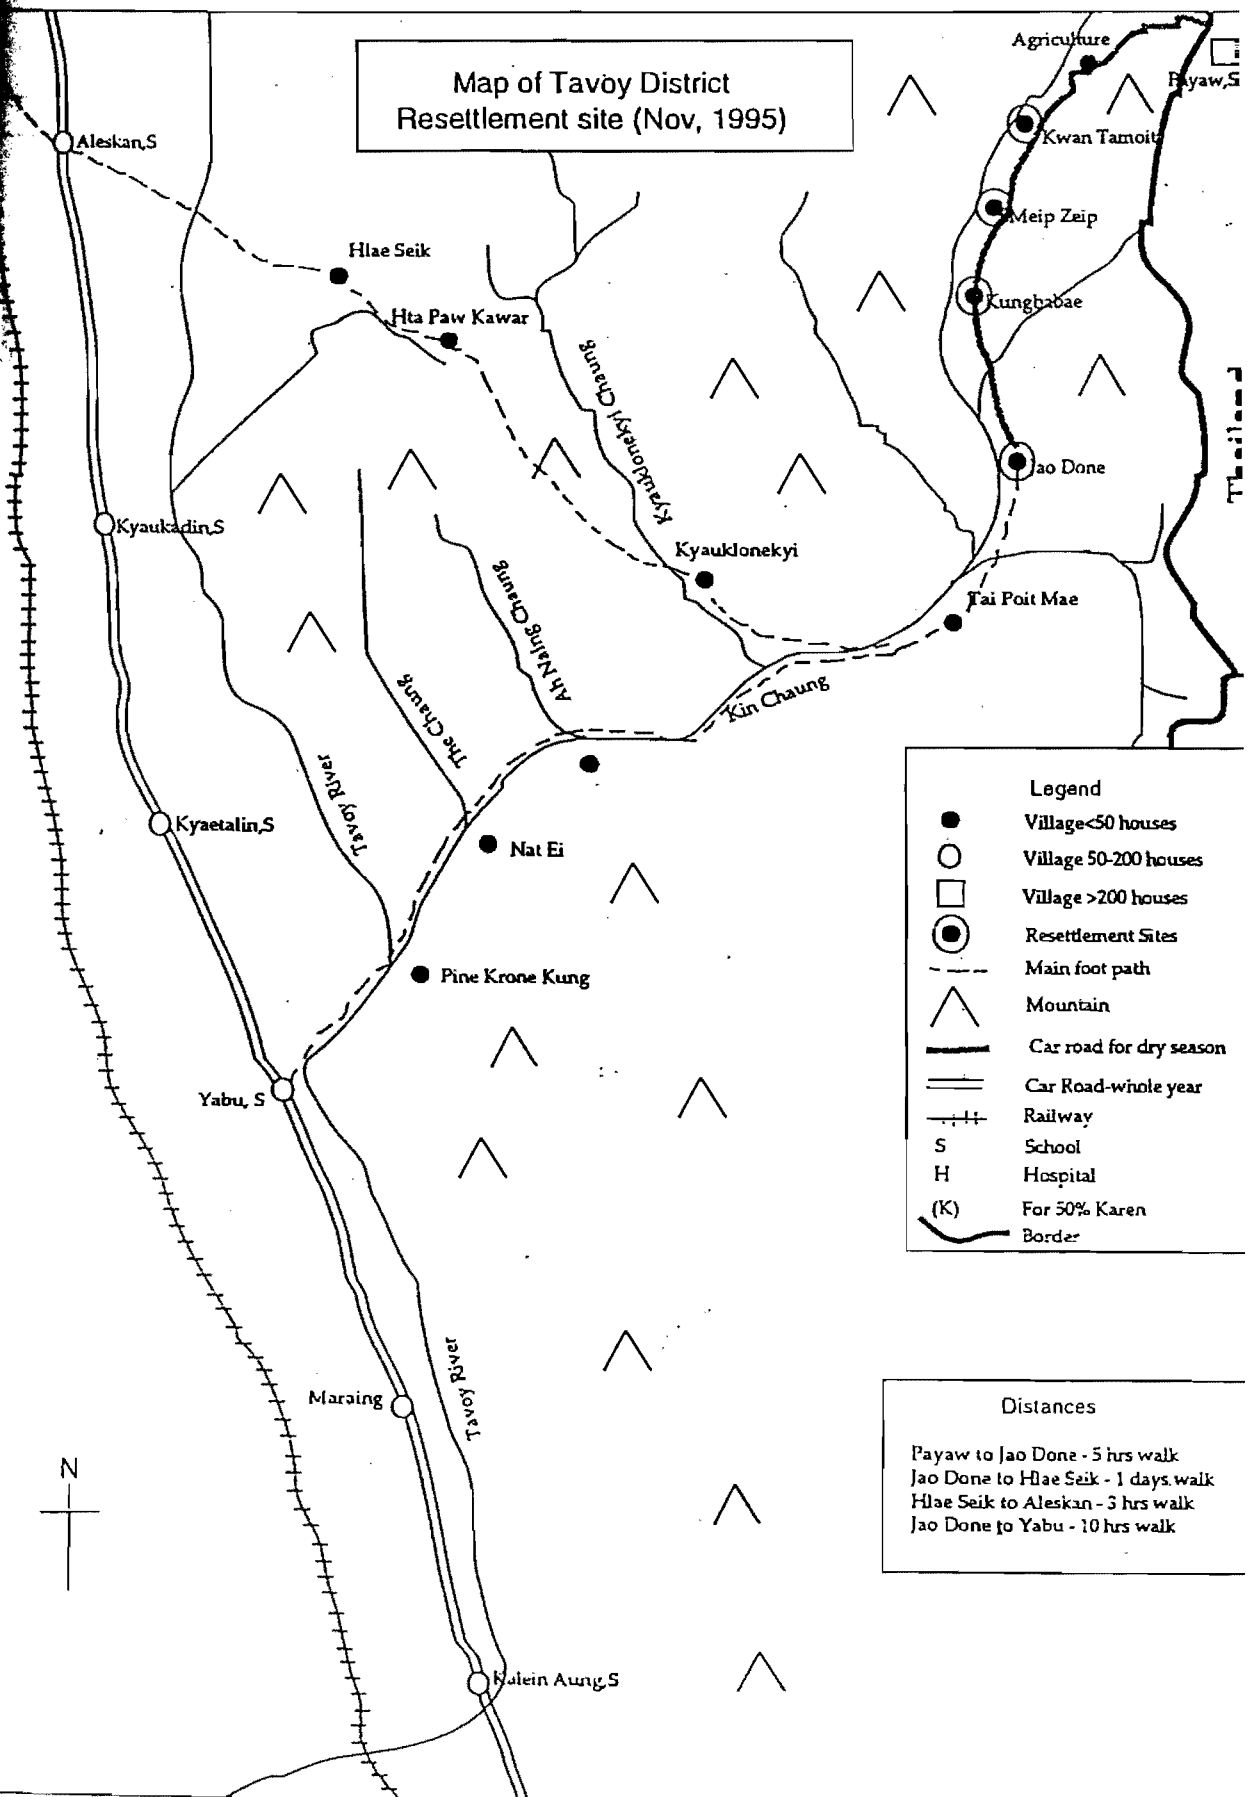 Map of Tavoy District
Resettlement site (Nov, 1995)
Agriculture
Payaw,S
Aleskan,S
Kwan Tamoit
Meip Zeip
Hlae Seik
Kungbabae
Hta Paw Kawar
Kyauklonekyi Chaung
Thailand
Jao Done
Kyaukadin,S
Kyauklonekyi
Ah Naing Chaung
Tai Poit Mae
The Chaung
Kin Chaung
Tavoy River
Kyaetalin,S
Nat Ei
Pine Krone Kung
Yabu, S
Legend
Village<50 houses
Village 50-200 houses
Village >200 houses
Resettlement Sites
Main foot path
Mountain
Car road for dry season
Car Road-whole year
Railway
S School
H Hospital
(K) For 50% Karen
Border
Maraing
Tavoy River
N
Distances
Payaw to Jao Done - 5 hrs walk
Jao Done to Hlae Seik - 1 days walk
Hlae Seik to Aleskan - 3 hrs walk
Jao Done to Yabu - 10 hrs walk
Kalein Aung,S